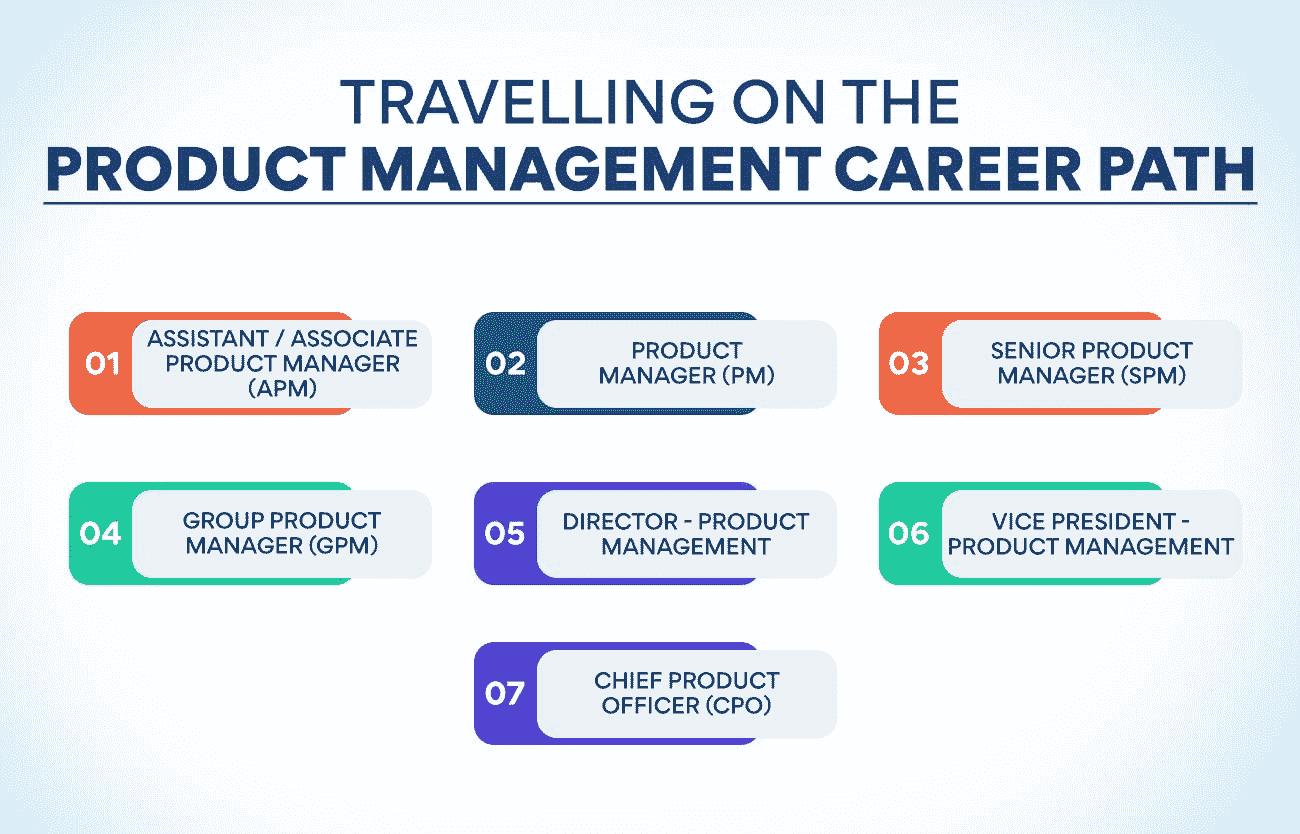 TRAVELLING ON THE
PRODUCT MANAGEMENT CAREER PATH
01
ASSISTANT / ASSOCIATE
PRODUCT MANAGER
(APM)
02
PRODUCT
MANAGER (PM)
03
SENIOR PRODUCT
MANAGER (SPM)
04
GROUP PRODUCT
MANAGER (GPM)
05
DIRECTOR - PRODUCT
MANAGEMENT
06
VICE PRESIDENT -
PRODUCT MANAGEMENT
07
CHIEF PRODUCT
OFFICER (CPO)